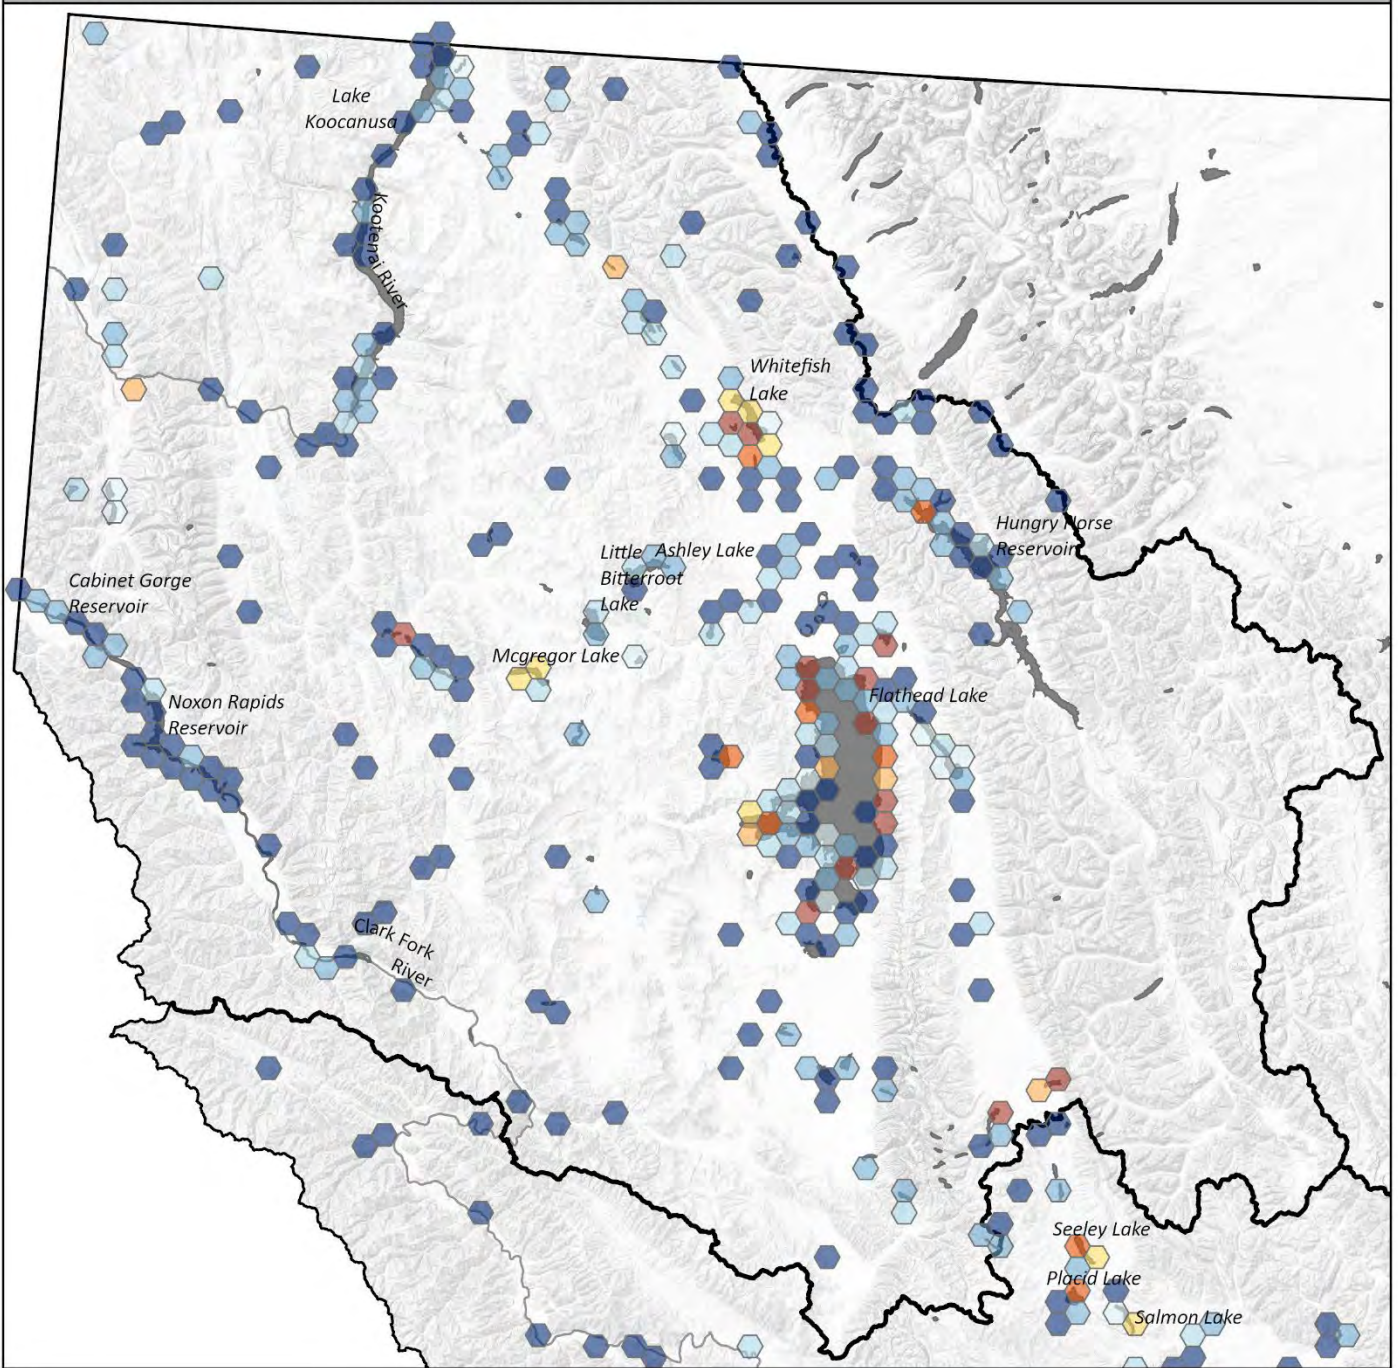 Lake
Koocanusa
Kootenai River
Whitefish
Lake
Hungry Horse
Reservoir
Little Ashley Lake
Bitterroot
Lake
Cabinet Gorge
Reservoir
Mcgregor Lake
Flathead Lake
Noxon Rapids
Reservoir
Clark Fork
River
Seeley Lake
Placid Lake
Salmon Lake